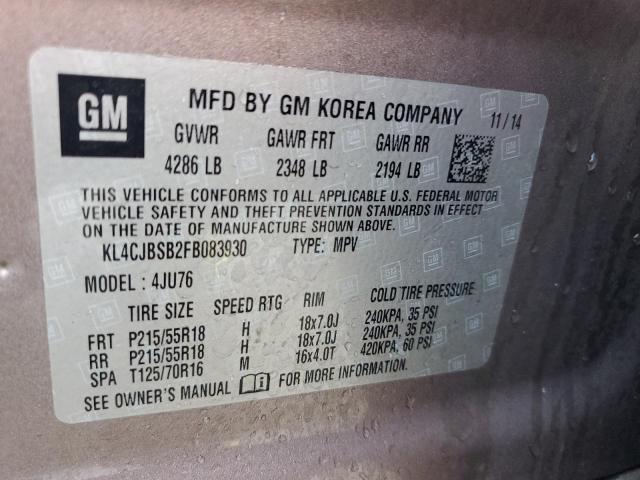 GM
MFD BY GM KOREA COMPANY 11/14
GVWR GAWR FRT GAWR RR
4286 LB 2348 LB 2194 LB
THIS VEHICLE CONFORMS TO ALL APPLICABLE U.S. FEDERAL MOTOR
VEHICLE SAFETY AND THEFT PREVENTION STANDARDS IN EFFECT
ON THE DATE OF MANUFACTURE SHOWN ABOVE.
KL4CJBSB2FB083930 TYPE: MPV
MODEL : 4JU76
TIRE SIZE SPEED RTG RIM COLD TIRE PRESSURE
FRT P215/55R18 H 18x7.0J 240KPA, 35 PSI
RR P215/55R18 H 18x7.0J 240KPA, 35 PSI
SPA T125/70R16 M 16x4.0T 420KPA, 60 PSI
SEE OWNER'S MANUAL FOR MORE INFORMATION.